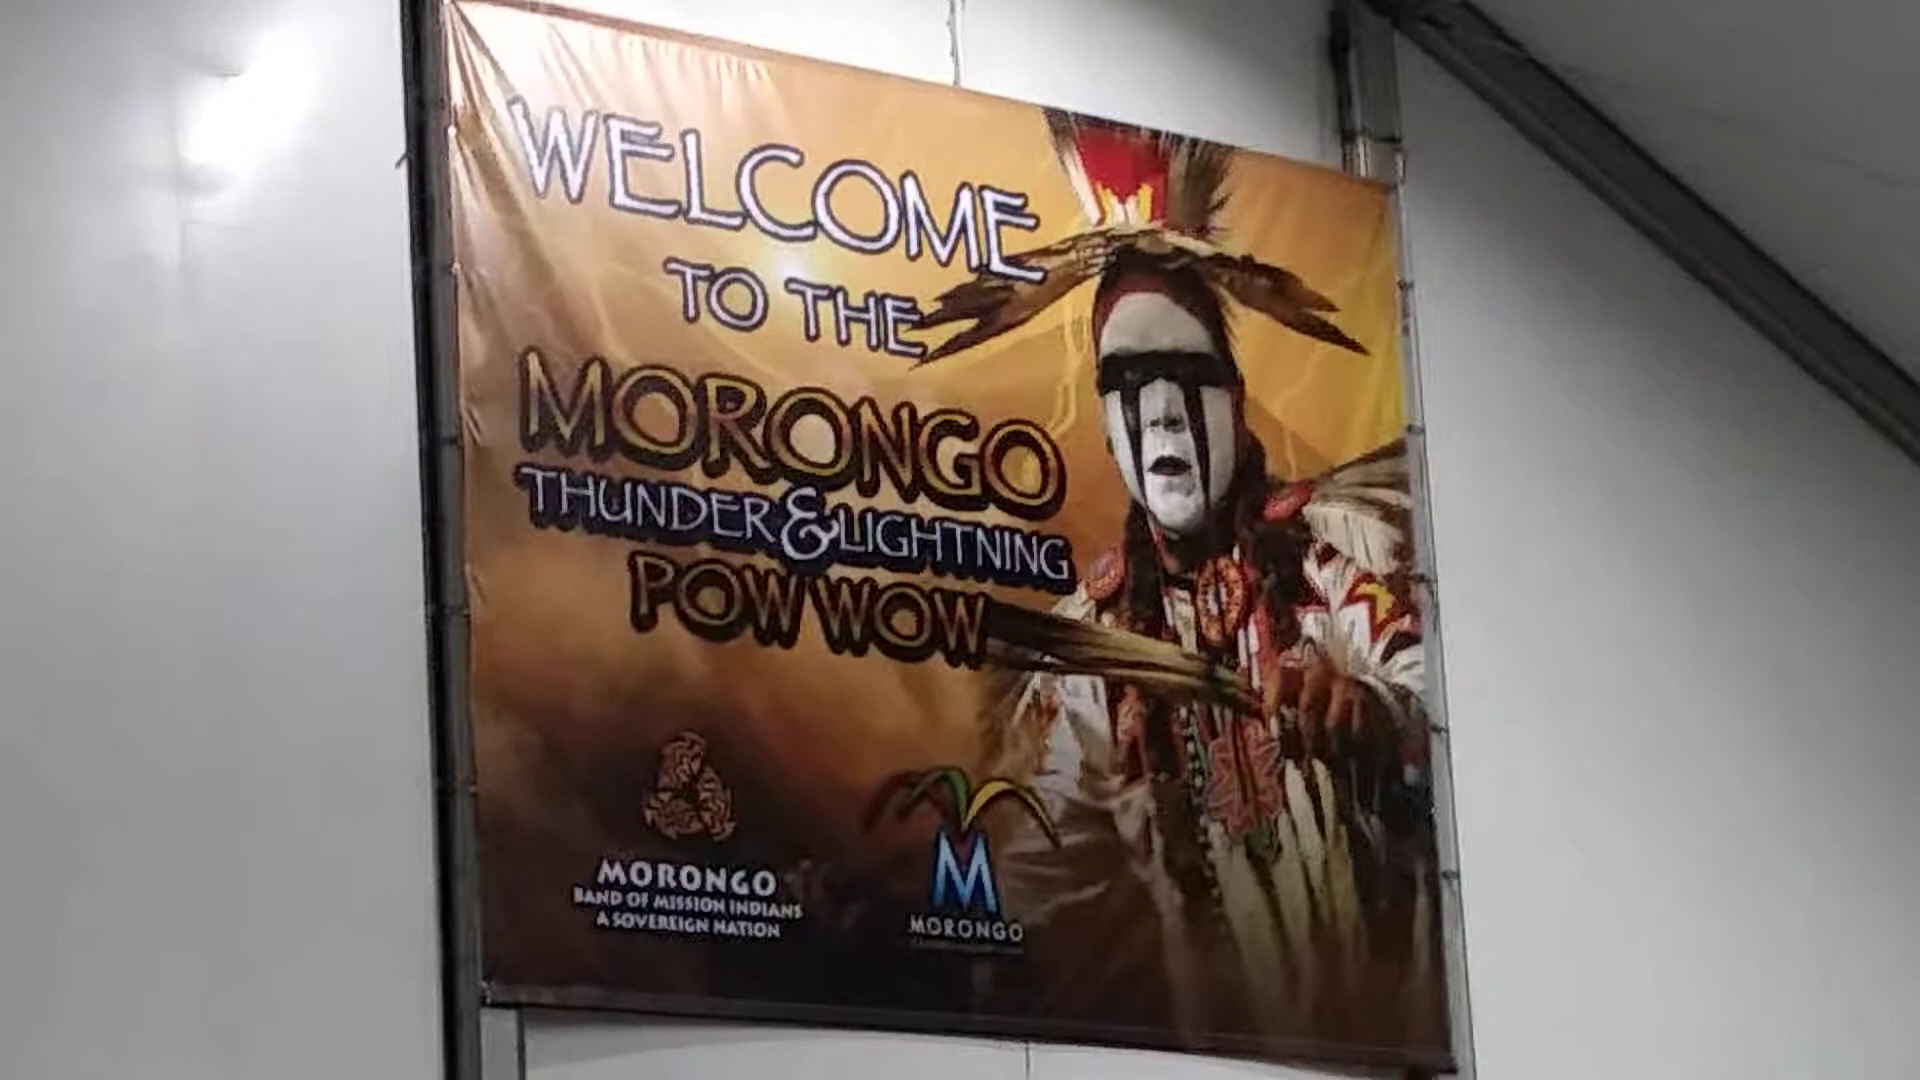 WELCOME
TO THE
MORONGO
THUNDER & LIGHTNING
POW WOW
MORONGO
BAND OF MISSION INDIANS
A SOVEREIGN NATION
M
MORONGO